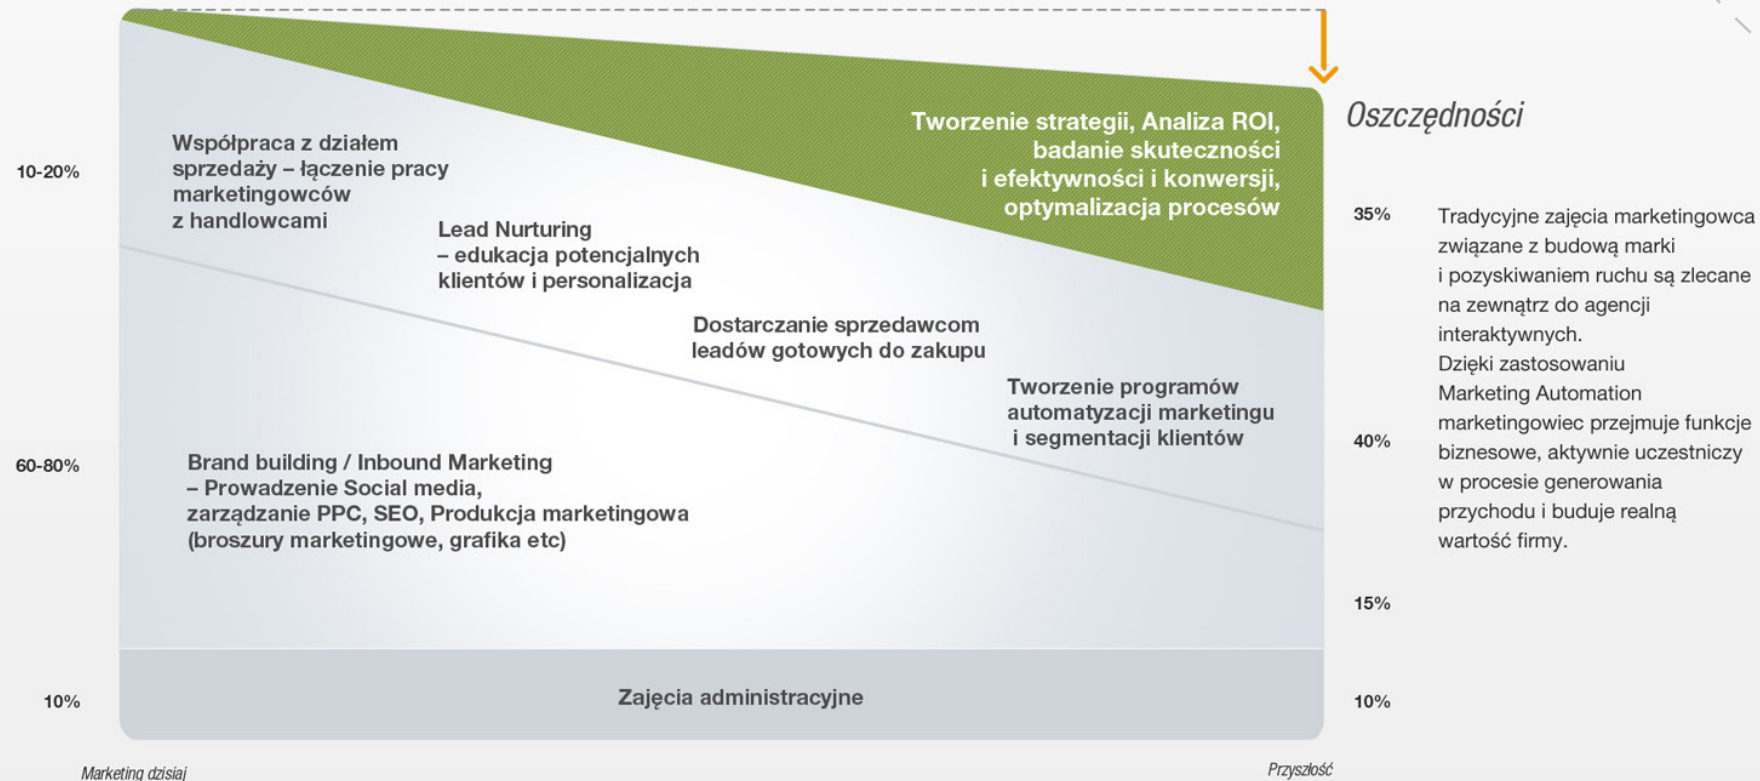 10-20%
60-80%
10%
Współpraca z działem
sprzedaży – łączenie pracy
marketingowców
z handlowcami
Lead Nurturing
– edukacja potencjalnych
klientów i personalizacja
Dostarczanie sprzedawcom
leadów gotowych do zakupu
Tworzenie programów
automatyzacji marketingu
i segmentacji klientów
Tworzenie strategii, Analiza ROI,
badanie skuteczności
i efektywności i konwersji,
optymalizacja procesów
Brand building / Inbound Marketing
– Prowadzenie Social media,
zarządzanie PPC, SEO, Produkcja marketingowa
(broszury marketingowe, grafika etc)
Zajęcia administracyjne
Oszczędności
35%
40%
15%
10%
Tradycyjne zajęcia marketingowca
związane z budową marki
i pozyskiwaniem ruchu są zlecane
na zewnątrz do agencji
interaktywnych.
Dzięki zastosowaniu
Marketing Automation
marketingowiec przejmuje funkcje
biznesowe, aktywnie uczestniczy
w procesie generowania
przychodu i buduje realną
wartość firmy.
Marketing dzisiaj
Przyszłość